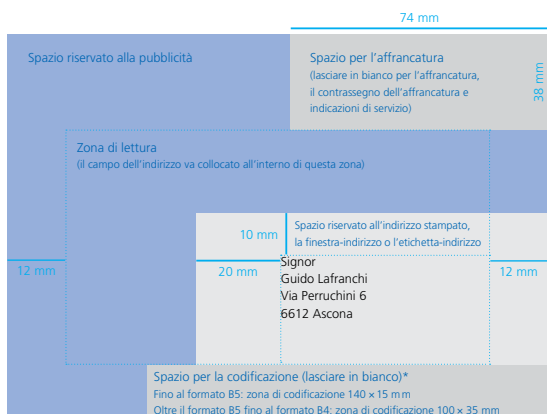 74 mm
Spazio riservato alla pubblicità
Spazio per l'affrancatura
(lasciare in bianco per l'affrancatura,
il contrassegno dell'affrancatura e
indicazioni di servizio)
38 mm
Zona di lettura
(il campo dell'indirizzo va collocato all'interno di questa zona)
10 mm
Spazio riservato all'indirizzo stampato,
la finestra-indirizzo o l'etichetta-indirizzo
12 mm
20 mm
12 mm
Signor
Guido Lafranchi
Via Perruchini 6
6612 Ascona
Spazio per la codificazione (lasciare in bianco)*
Fino al formato B5: zona di codificazione 140 × 15 mm
Oltre il formato B5 fino al formato B4: zona di codificazione 100 × 35 mm